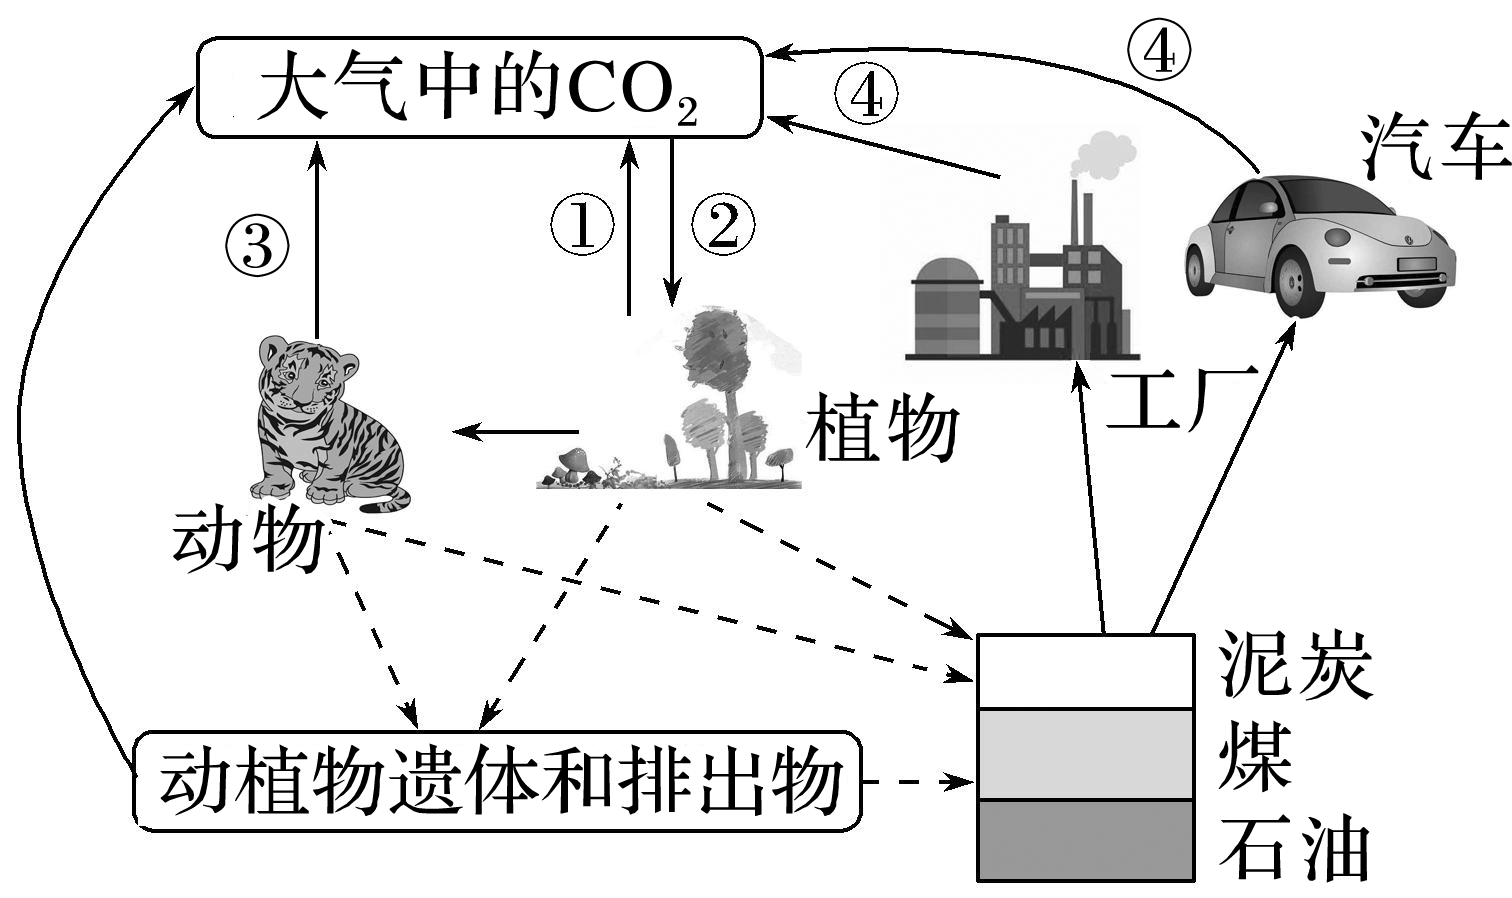 大气中的CO₂
④
④
汽车
③
①
②
植物
工厂
动物
泥炭
煤
石油
动植物遗体和排出物